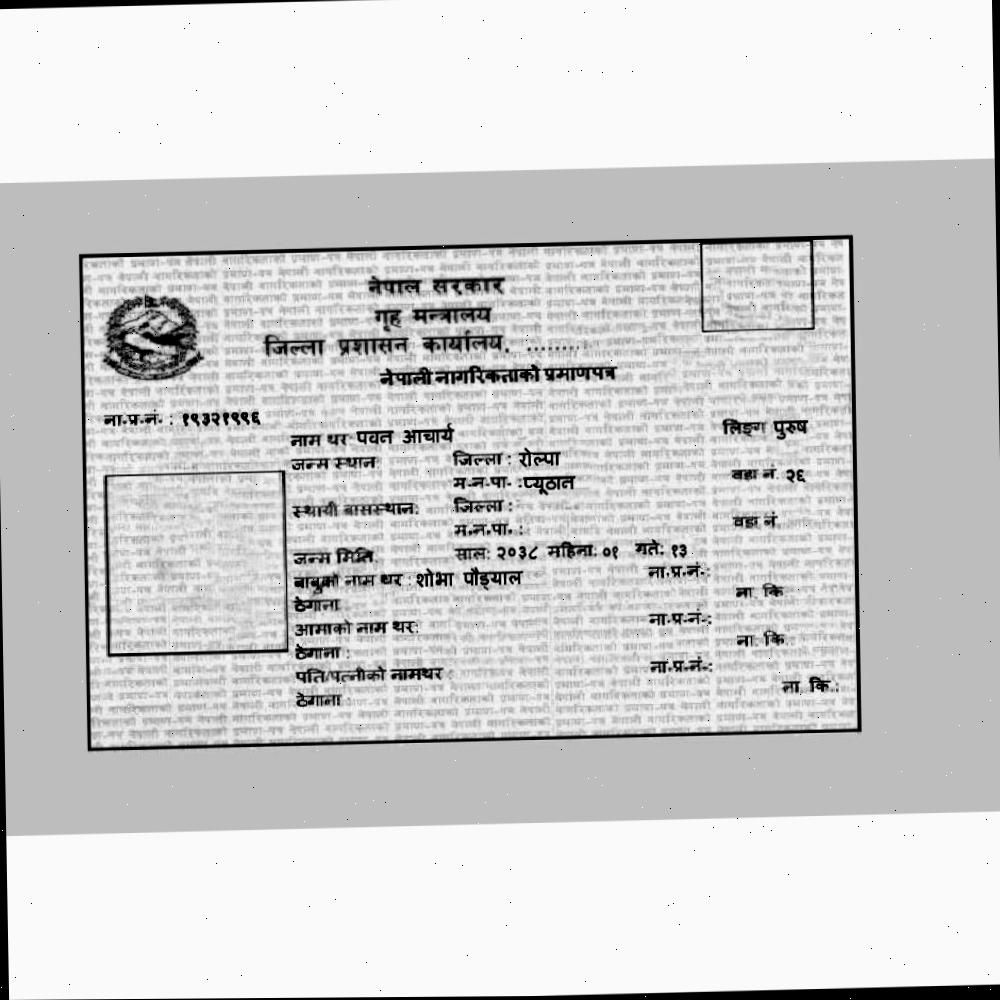 नेपाल सरकार
गृह मन्त्रालय
जिल्ला प्रशासन कार्यालय, ..........
नेपाली नागरिकताको प्रमाणपत्र
ना.प्र.नं. : १९३२१९९६
नाम थर पवन आचार्य लिङ्ग पुरुष
जन्म स्थान: जिल्ला : रोल्पा
म.न.पा. :प्यूठान वडा नं. २६
स्थायी बासस्थान: जिल्ला :
म.न.पा. : वडा नं
जन्म मिति: साल: २०३८ महिना: ०१ गते: १३
बाबुको नाम थर : शोभा पौड्याल ना.प्र.नं.:
ठेगाना ना. कि
आमाको नाम थर: ना.प्र.नं.:
ठेगाना : ना. कि.:
पति/पत्नीको नामथर : ना.प्र.नं.:
ठेगाना : ना. कि.: